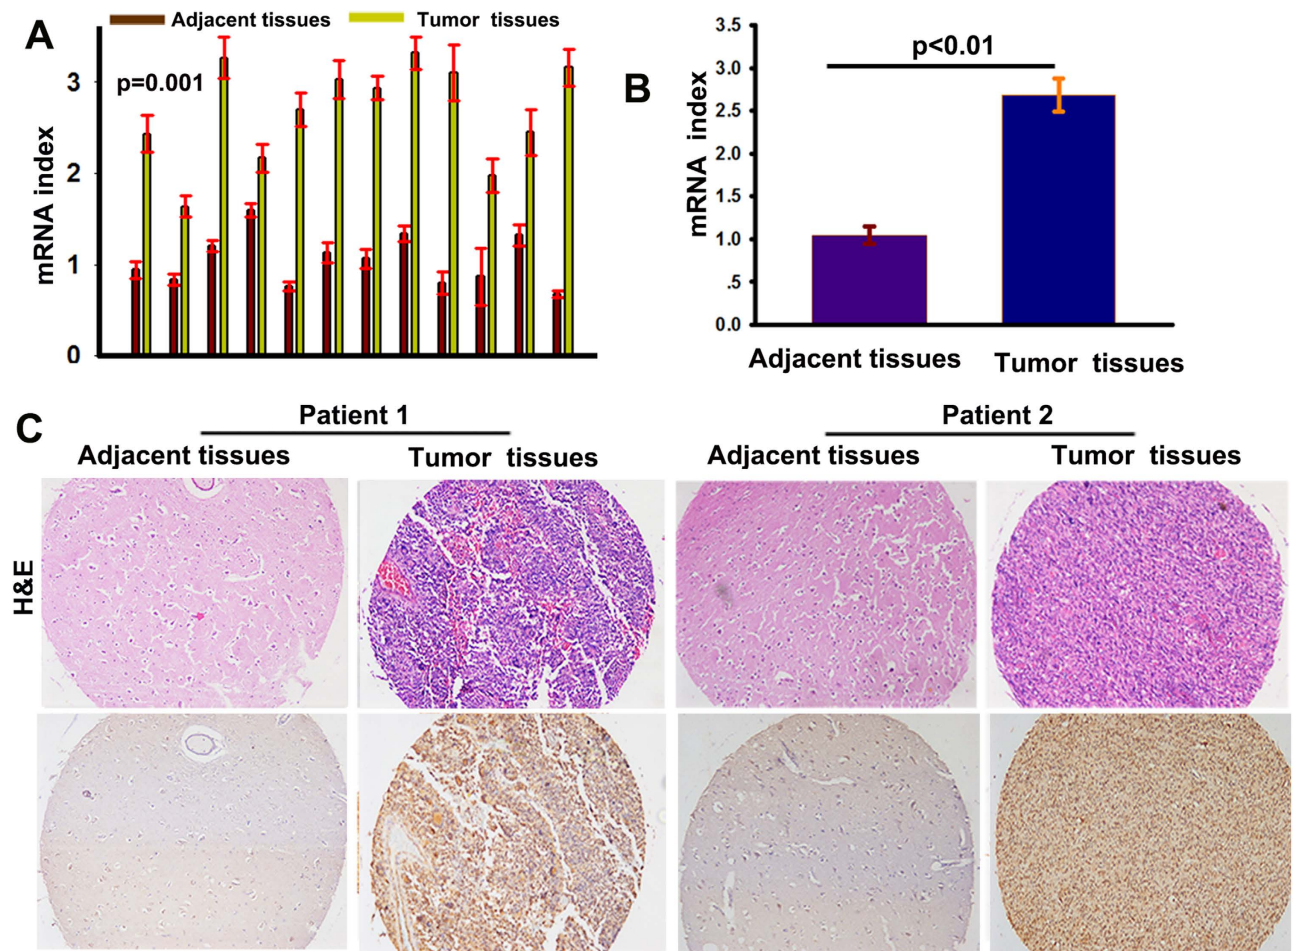 A
Adjacent tissues
Tumor tissues
p=0.001
mRNA index
3
2
1
0
B
p<0.01
mRNA index
3.5
3.0
2.5
2.0
1.5
1.0
.5
0.0
Adjacent tissues
Tumor tissues
C
Patient 1
Patient 2
Adjacent tissues
Tumor tissues
Adjacent tissues
Tumor tissues
H&E